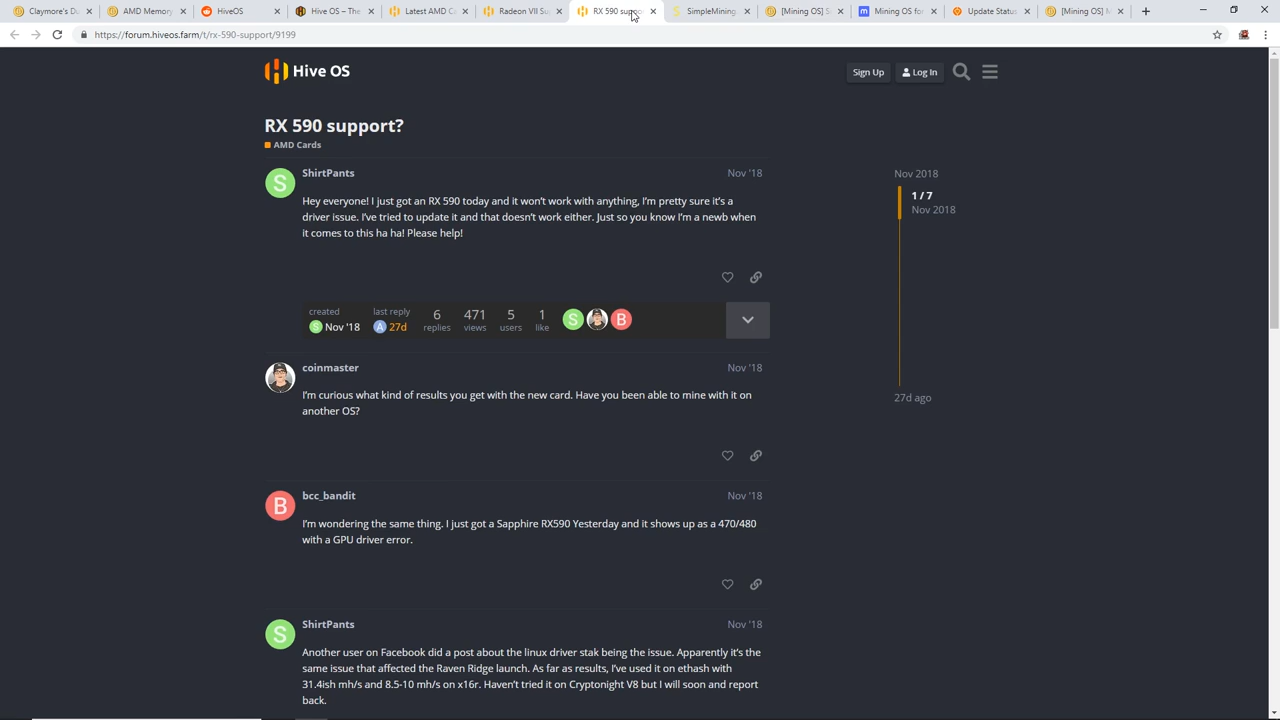 Claymore's Du
AMD Memory
HiveOS
Hive OS – The
Latest AMD Ca
Radeon VII Su
RX 590 suppo
SimpleMining
[Mining OS] S
Mining OS for
Update Status
[Mining OS] M
https://forum.hiveos.farm/t/rx-590-support/9199
Hive OS
Sign Up
Log In
RX 590 support?
AMD Cards
ShirtPants
Nov '18
Hey everyone! I just got an RX 590 today and it won't work with anything, I'm pretty sure it's a
driver issue. I've tried to update it and that doesn't work either. Just so you know I'm a newb when
it comes to this ha ha! Please help!
Nov 2018
1 / 7
Nov 2018
27d ago
created
S Nov '18
last reply
A 27d
6
replies
471
views
5
users
1
like
S
B
coinmaster
Nov '18
I'm curious what kind of results you get with the new card. Have you been able to mine with it on
another OS?
B
bcc_bandit
Nov '18
I'm wondering the same thing. I just got a Sapphire RX590 Yesterday and it shows up as a 470/480
with a GPU driver error.
S
ShirtPants
Nov '18
Another user on Facebook did a post about the linux driver stak being the issue. Apparently it's the
same issue that affected the Raven Ridge launch. As far as results, I've used it on ethash with
31.4ish mh/s and 8.5-10 mh/s on x16r. Haven't tried it on Cryptonight V8 but I will soon and report
back.